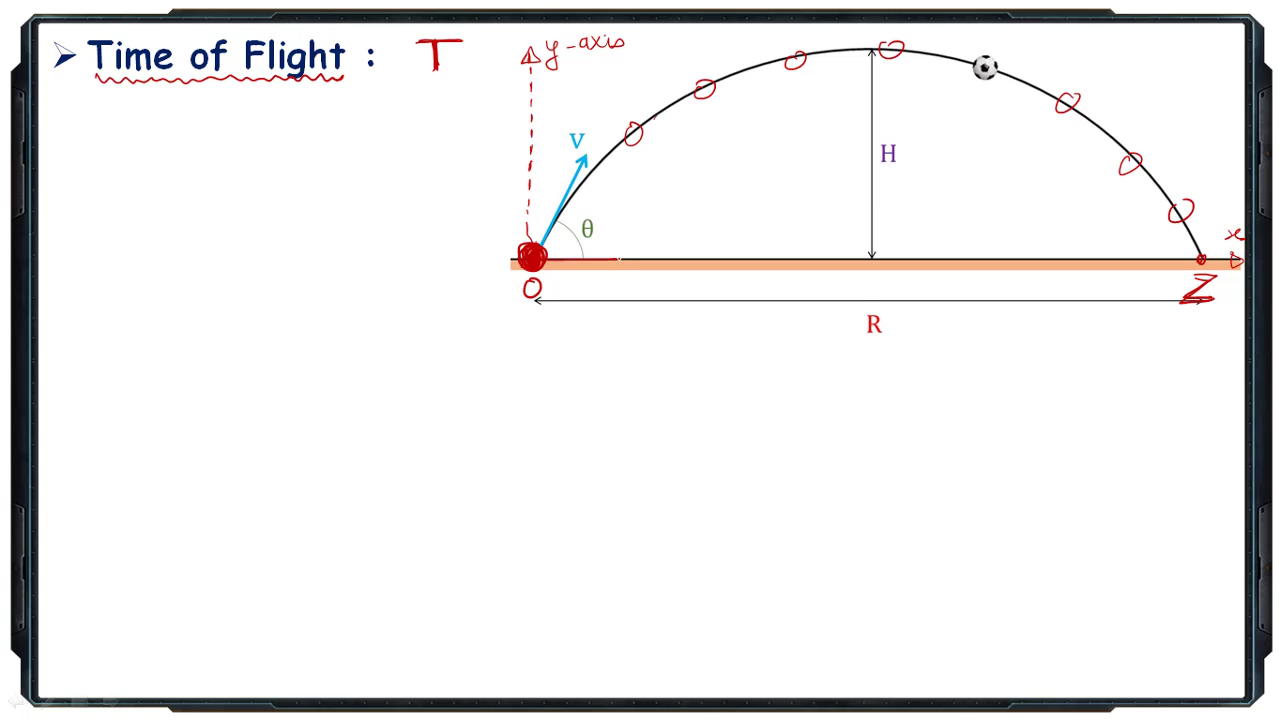 ➢ Time of Flight : T
y-axis
V
H
θ
x
O
Z
R